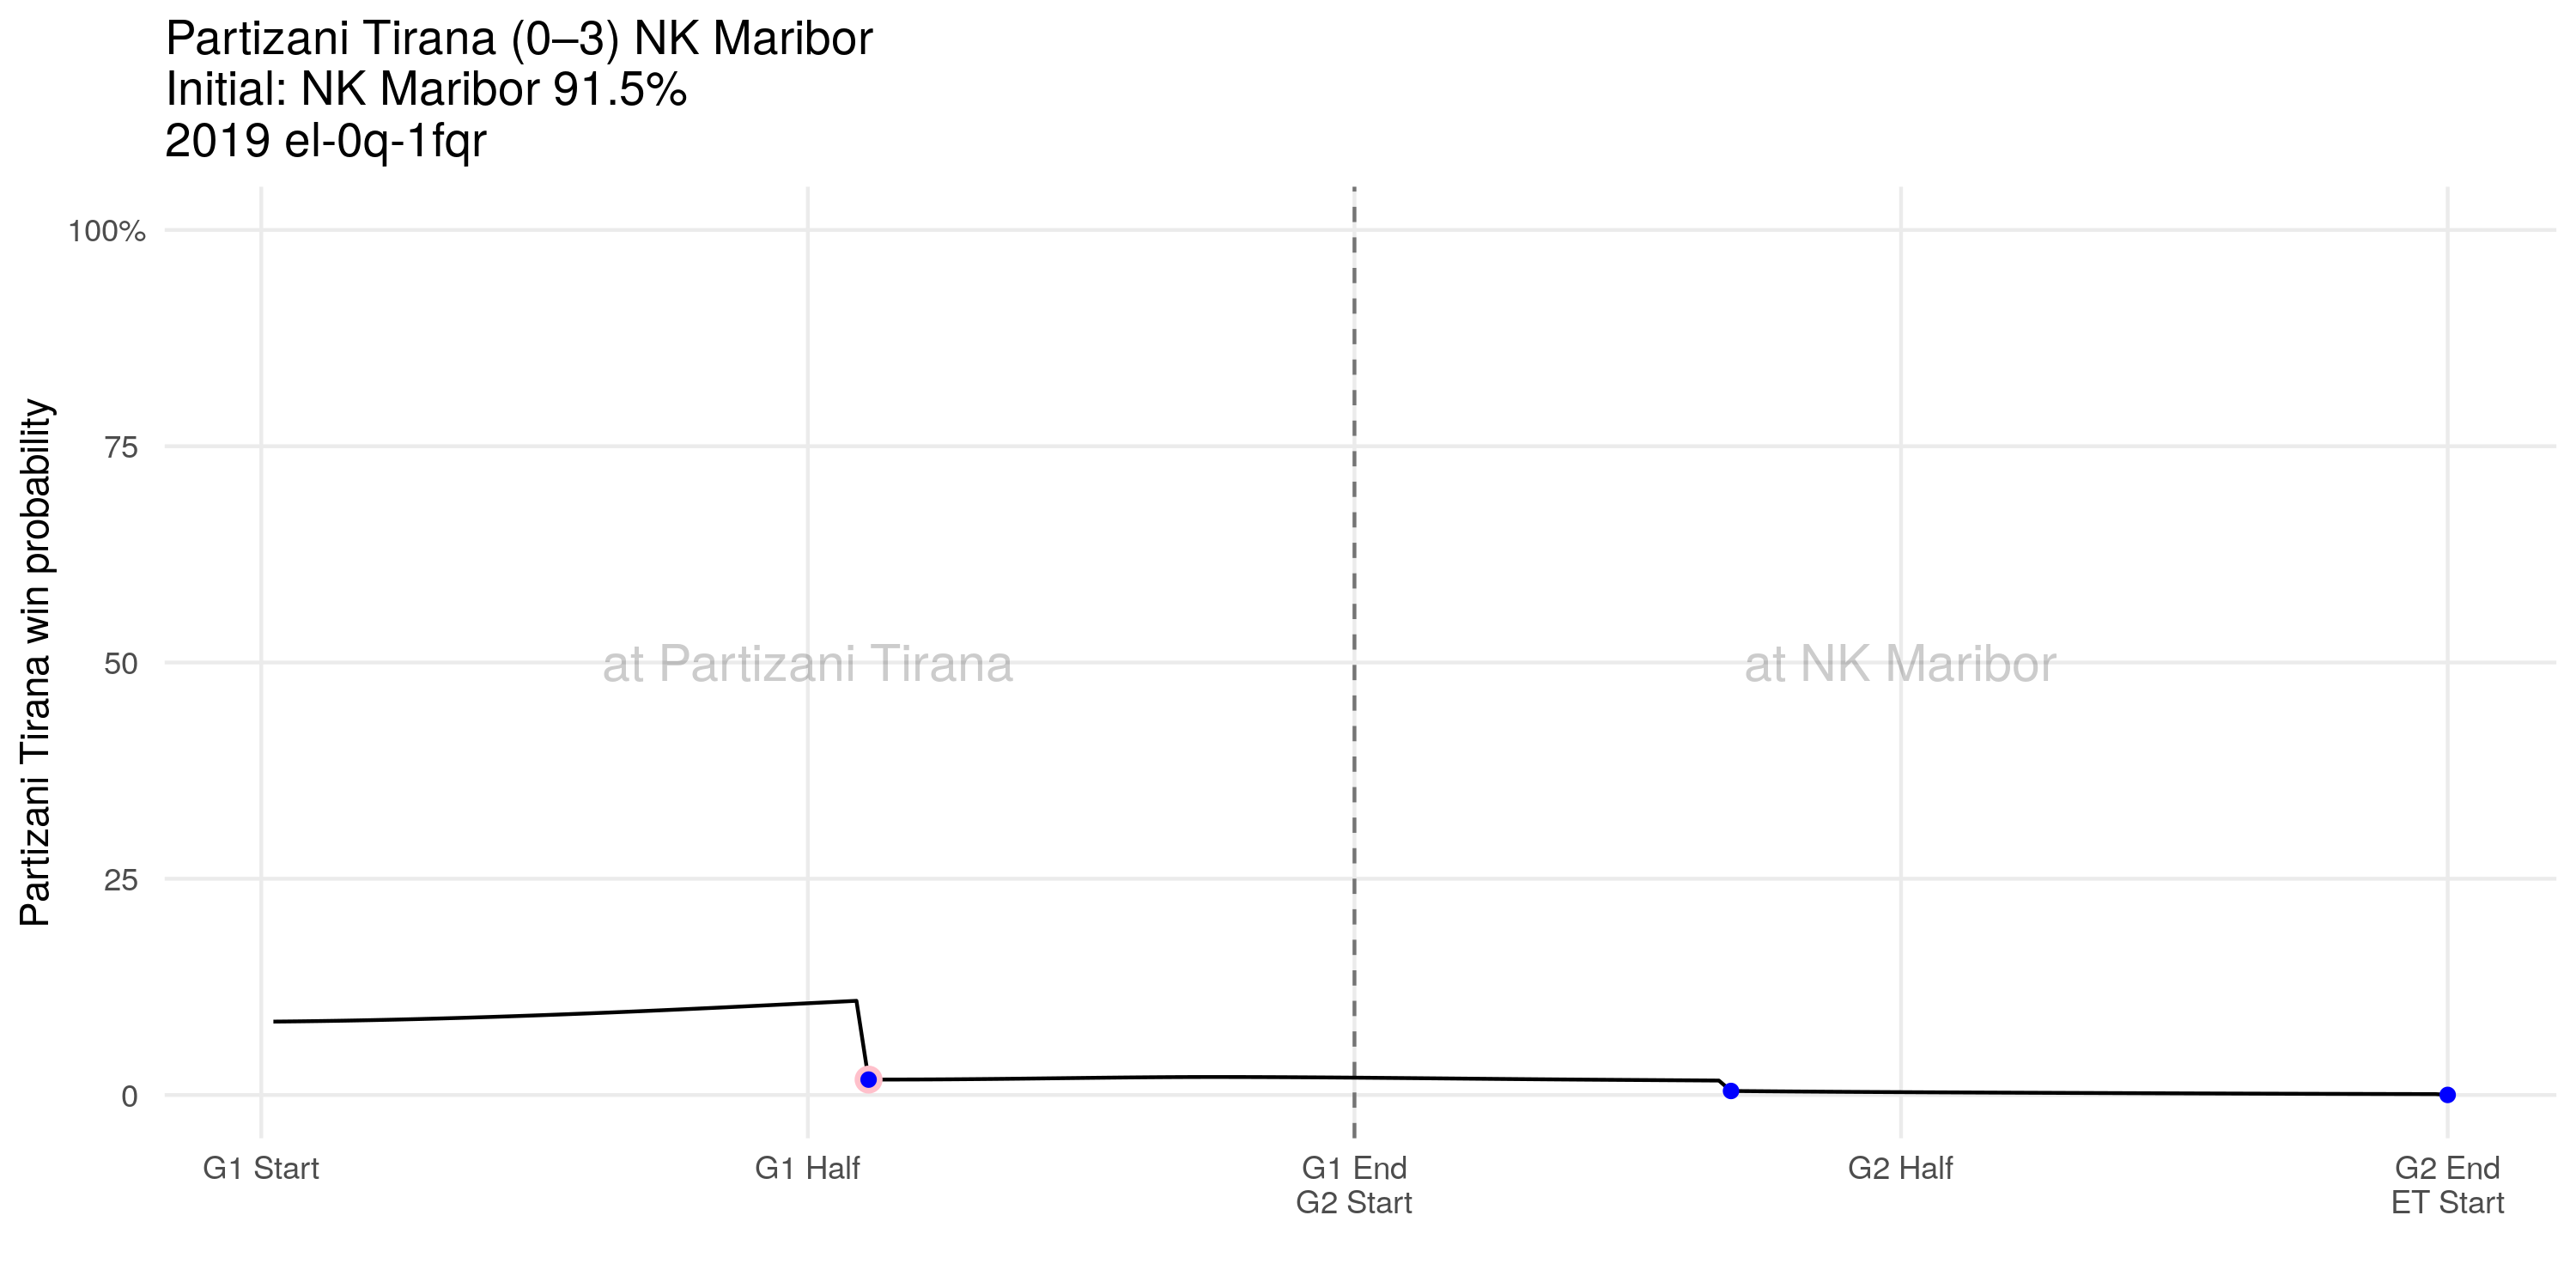 Partizani Tirana (0–3) NK Maribor
Initial: NK Maribor 91.5%
2019 el-0q-1fqr
Partizani Tirana win probability
100%
75
50
25
0
at Partizani Tirana
at NK Maribor
G1 Start
G1 Half
G1 End
G2 Start
G2 Half
G2 End
ET Start